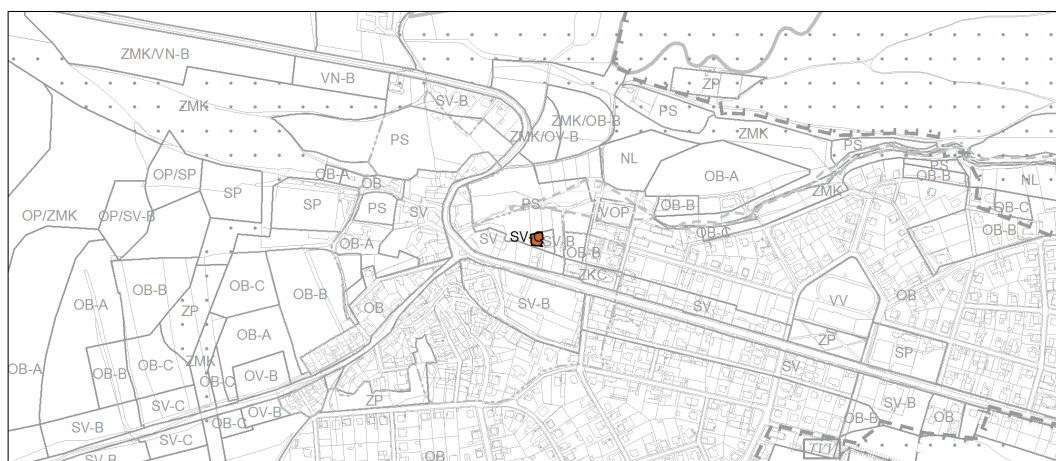 ZMK/VN-B
VN-B
ZP
SV-B
ZMK
PS
ZMK/OB-B
PS
ZMK/OV-B
ZMK
PS
NL
PS
OP/SP
OB-A
OB
OB-A
OB-B
NL
SP
SP
PS
PS
OB-B
ZMK
OB-C
OP/ZMK
OP/SV-B
SV
VOP
OB-C
OB-B
OB-A
SV
SV
SV-B
OB-B
ZKC
OB-A
OB-B
OB-C
OB-B
OB
SV-B
SV
VV
OB
ZP
OB-A
ZP
SP
OB-A
OB-B
OB-C
ZMK
OB-C
OV-B
SV
SV-C
OV-B
ZP
OB-B
SV-B
OB
SV-B
SV-C
OB-C
SV-B
OB
TVV